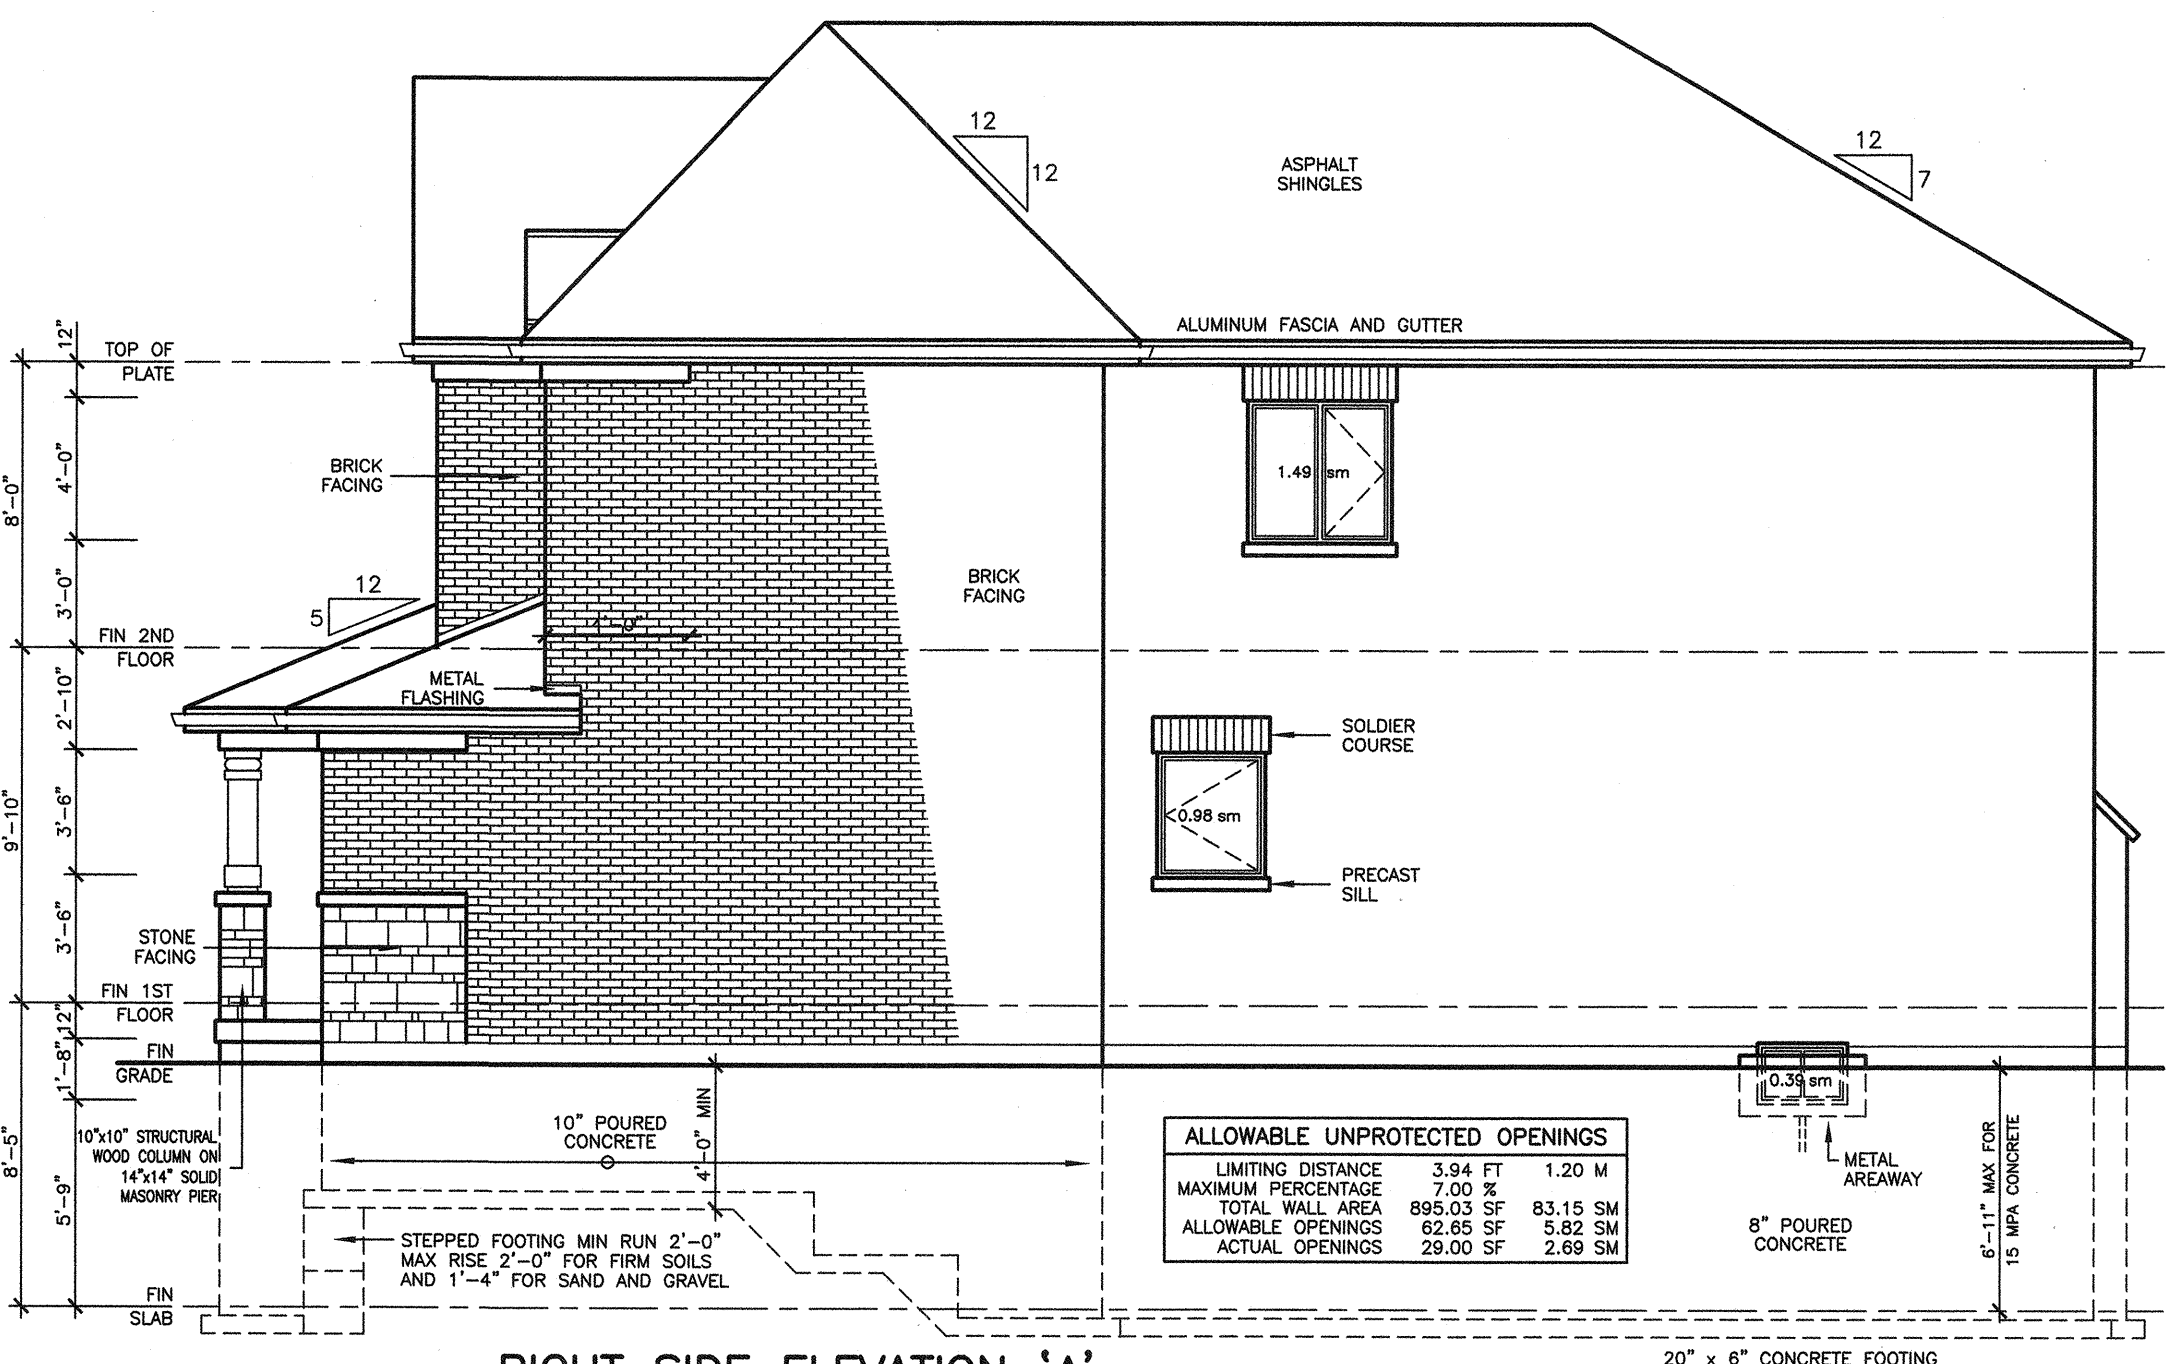 12
12
12
7
ASPHALT
SHINGLES
ALUMINUM FASCIA AND GUTTER
12"
TOP OF
PLATE
8'-0"
4'-0"
BRICK
FACING
1.49 sm
3'-0"
12
5
BRICK
FACING
1'-0"
FIN 2ND
FLOOR
2'-10"
METAL
FLASHING
SOLDIER
COURSE
9'-10"
3'-6"
0.98 sm
PRECAST
SILL
3'-6"
STONE
FACING
FIN 1ST
FLOOR
12"
1'-8"
FIN
GRADE
0.39 sm
8'-5"
5'-9"
10"x10" STRUCTURAL
WOOD COLUMN ON
14"x14" SOLID
MASONRY PIER
10" POURED
CONCRETE
4'-0" MIN
STEPPED FOOTING MIN RUN 2'-0"
MAX RISE 2'-0" FOR FIRM SOILS
AND 1'-4" FOR SAND AND GRAVEL
ALLOWABLE UNPROTECTED OPENINGS
LIMITING DISTANCE 3.94 FT 1.20 M
MAXIMUM PERCENTAGE 7.00 %
TOTAL WALL AREA 895.03 SF 83.15 SM
ALLOWABLE OPENINGS 62.65 SF 5.82 SM
ACTUAL OPENINGS 29.00 SF 2.69 SM
METAL
AREAWAY
8" POURED
CONCRETE
6'-11" MAX FOR
15 MPA CONCRETE
FIN
SLAB
RIGHT SIDE ELEVATION 'A'
20" x 6" CONCRETE FOOTING